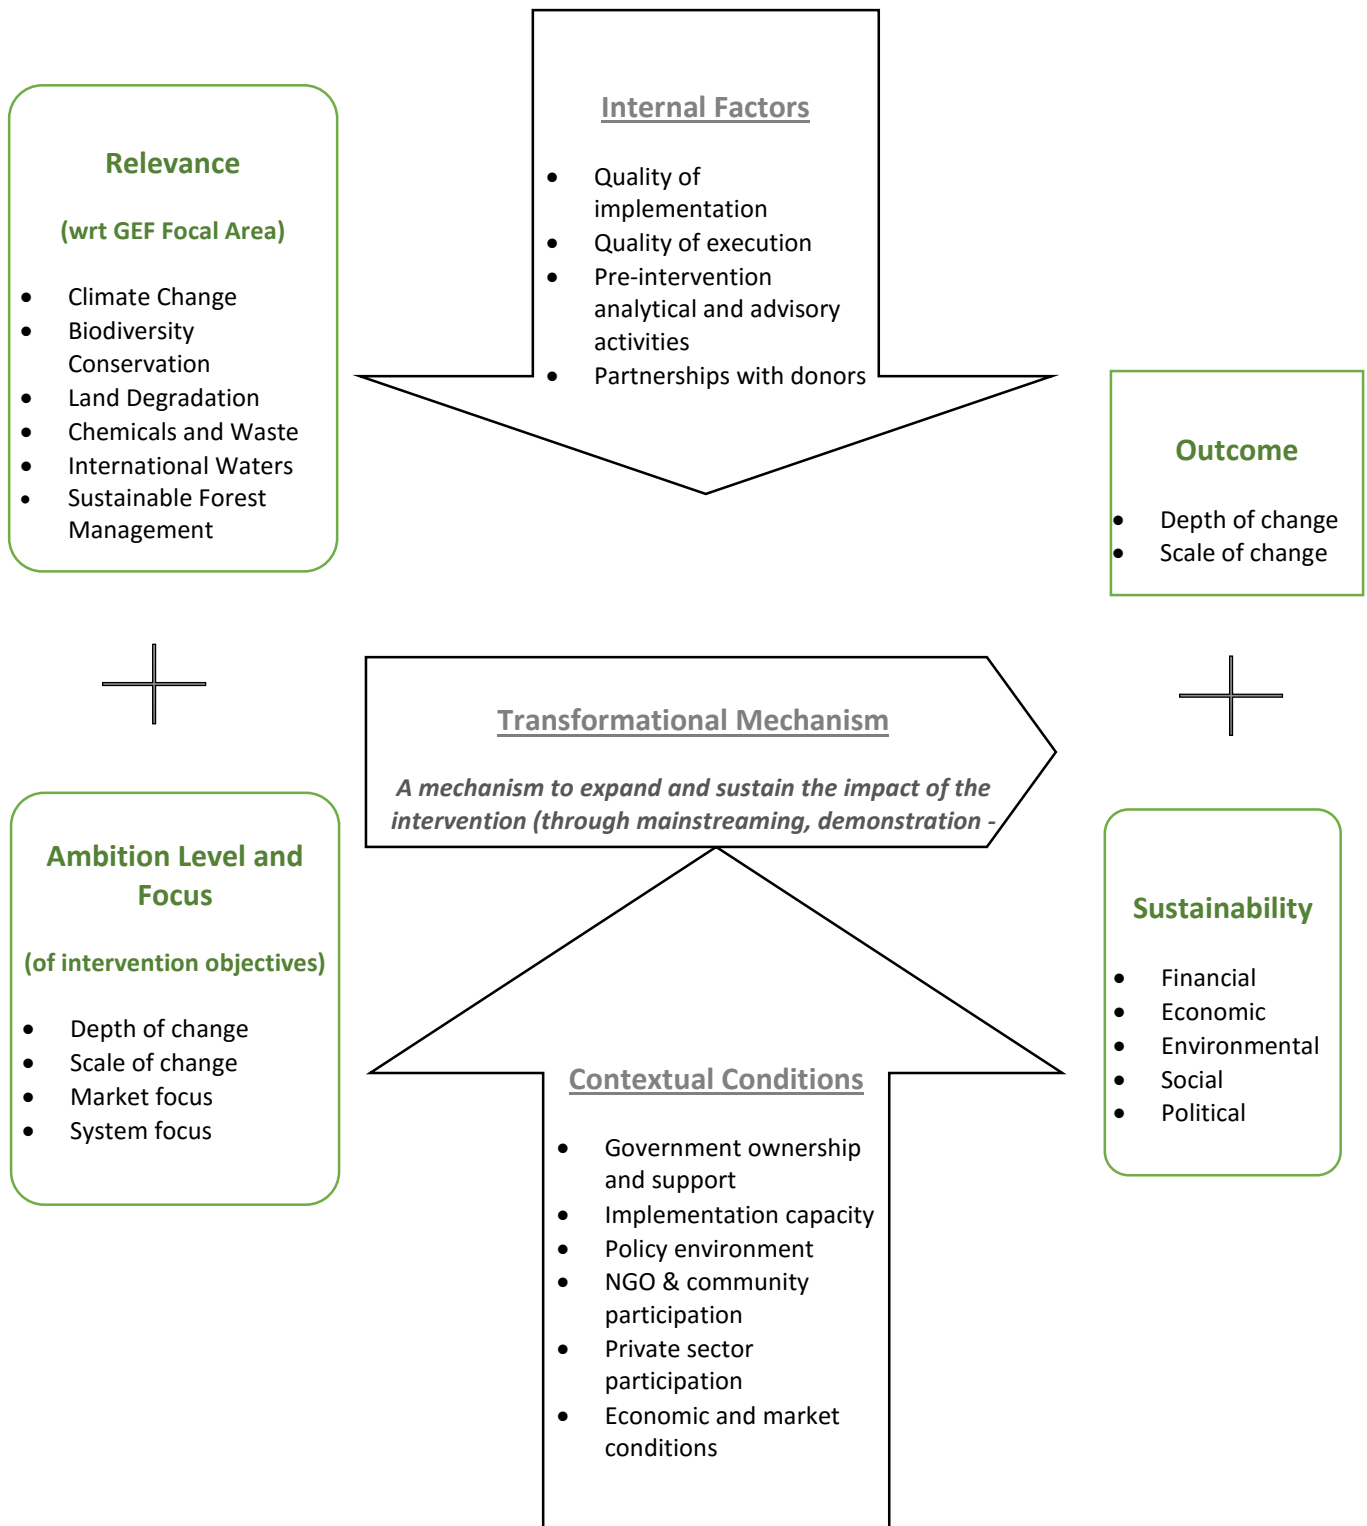 Internal Factors
• Quality of
implementation
• Quality of execution
• Pre-intervention
analytical and advisory
activities
• Partnerships with donors
Relevance
(wrt GEF Focal Area)
• Climate Change
• Biodiversity
Conservation
• Land Degradation
• Chemicals and Waste
• International Waters
• Sustainable Forest
Management
Outcome
• Depth of change
• Scale of change
Transformational Mechanism
A mechanism to expand and sustain the impact of the
intervention (through mainstreaming, demonstration -
Ambition Level and
Focus
(of intervention objectives)
• Depth of change
• Scale of change
• Market focus
• System focus
Sustainability
• Financial
• Economic
• Environmental
• Social
• Political
Contextual Conditions
• Government ownership
and support
• Implementation capacity
• Policy environment
• NGO & community
participation
• Private sector
participation
• Economic and market
conditions